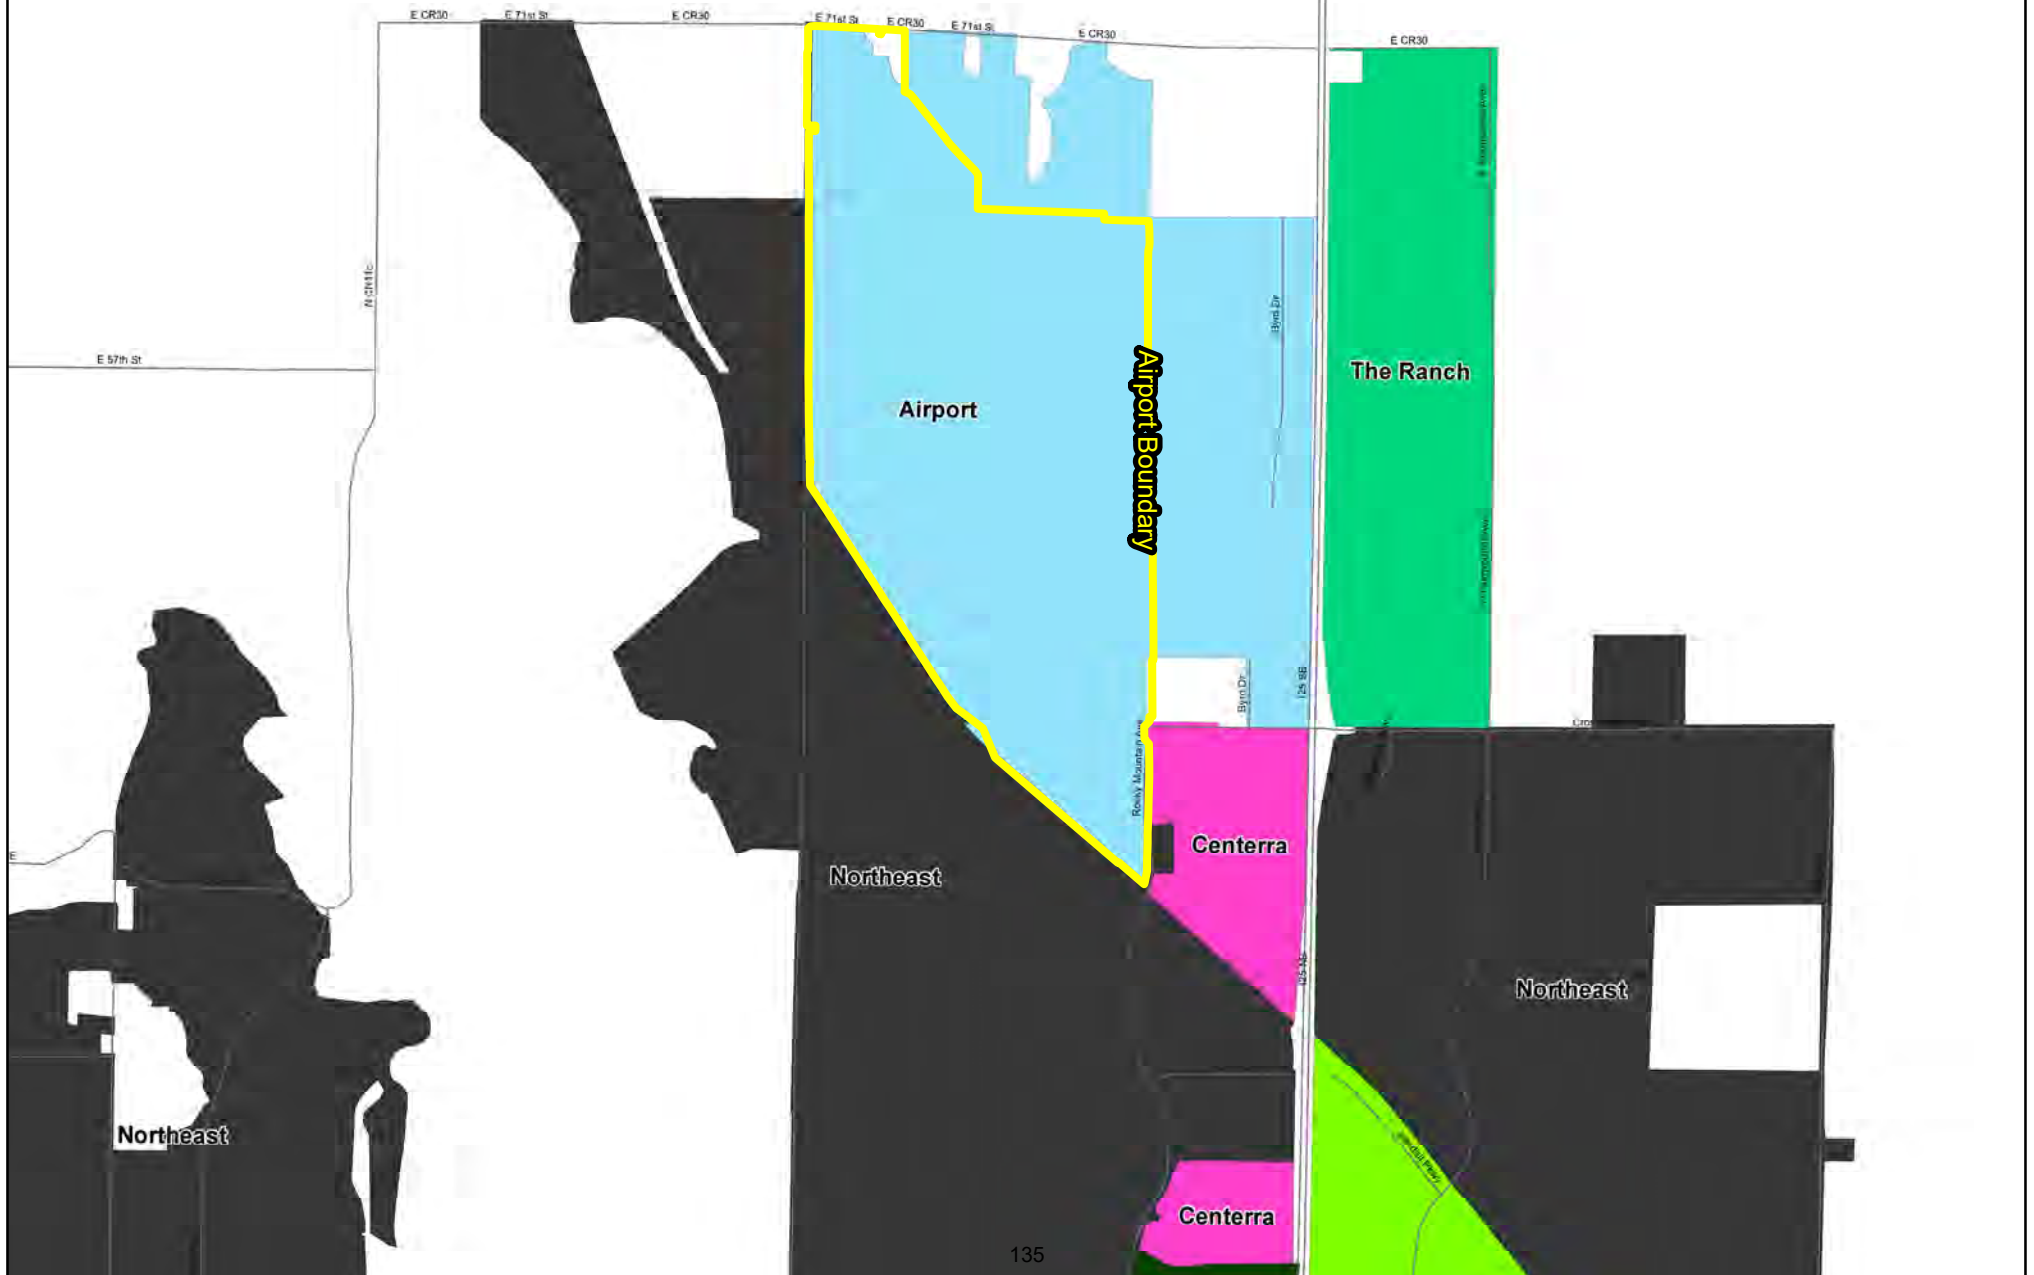 E CR30
E 71st St
E CR30
E 71st St
E CR30
E 71st St
E CR30
E CR30
N CR11c
E 57th St
Byrd Dr
The Ranch
Airport
Airport Boundary
Byrd Dr
I25 SB
Rocky Mountain Ave
Centerra
E
Northeast
I25 NB
Northeast
Northeast
Centerra
135